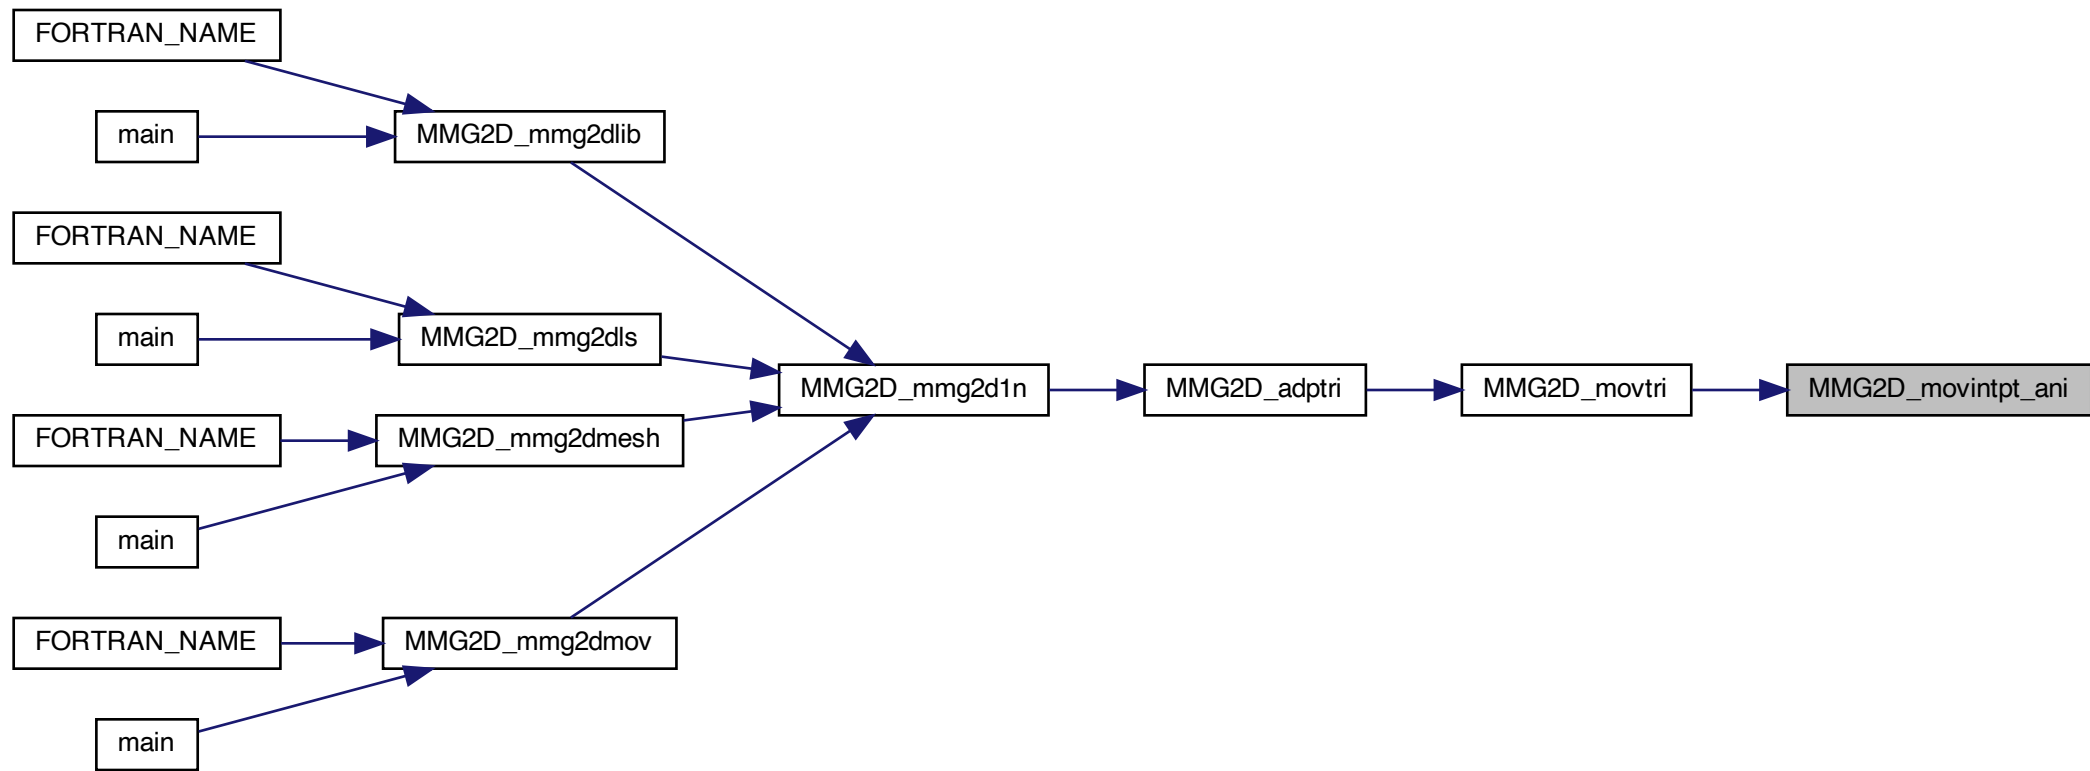 FORTRAN_NAME
main
MMG2D_mmg2dlib
FORTRAN_NAME
main
MMG2D_mmg2dls
MMG2D_mmg2d1n
MMG2D_adptri
MMG2D_movtri
MMG2D_movintpt_ani
FORTRAN_NAME
MMG2D_mmg2dmesh
main
FORTRAN_NAME
MMG2D_mmg2dmov
main